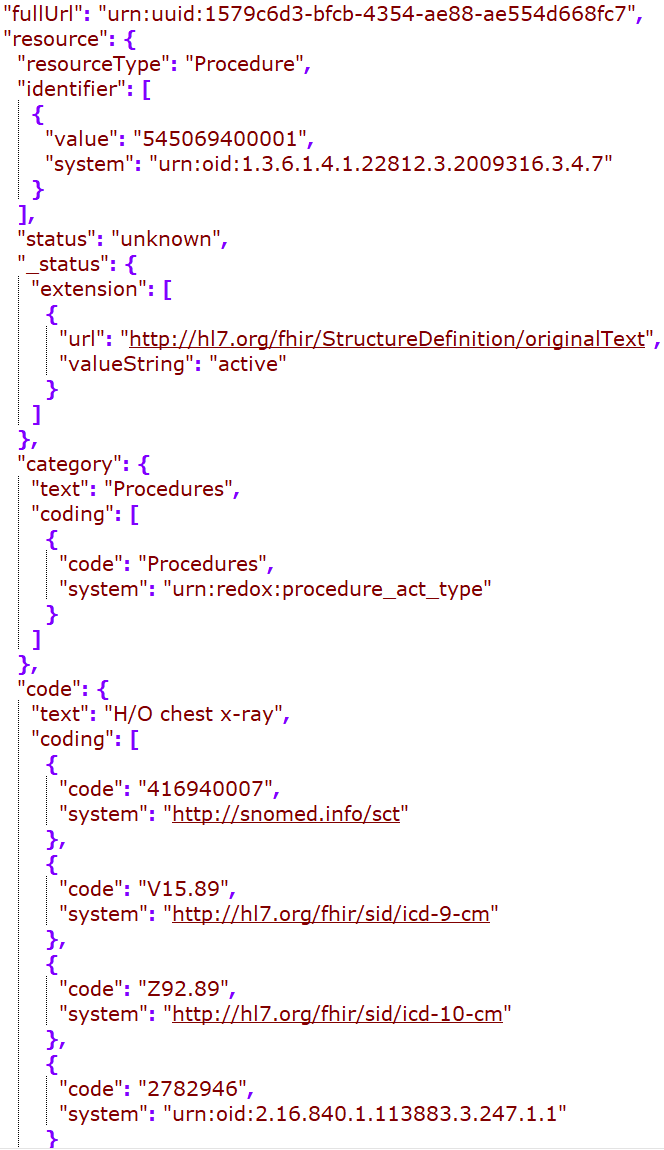 "fullUrl": "urn:uuid:1579c6d3-bfcb-4354-ae88-ae554d668fc7",
"resource": {
"resourceType": "Procedure",
"identifier": [
{
"value": "545069400001",
"system": "urn:oid:1.3.6.1.4.1.22812.3.2009316.3.4.7"
}
],
"status": "unknown",
"_status": {
"extension": [
{
"url": "http://hl7.org/fhir/StructureDefinition/originalText",
"valueString": "active"
}
]
},
"category": {
"text": "Procedures",
"coding": [
{
"code": "Procedures",
"system": "urn:redox:procedure_act_type"
}
]
},
"code": {
"text": "H/O chest x-ray",
"coding": [
{
"code": "416940007",
"system": "http://snomed.info/sct"
},
{
"code": "V15.89",
"system": "http://hl7.org/fhir/sid/icd-9-cm"
},
{
"code": "Z92.89",
"system": "http://hl7.org/fhir/sid/icd-10-cm"
},
{
"code": "2782946",
"system": "urn:oid:2.16.840.1.113883.3.247.1.1"
}